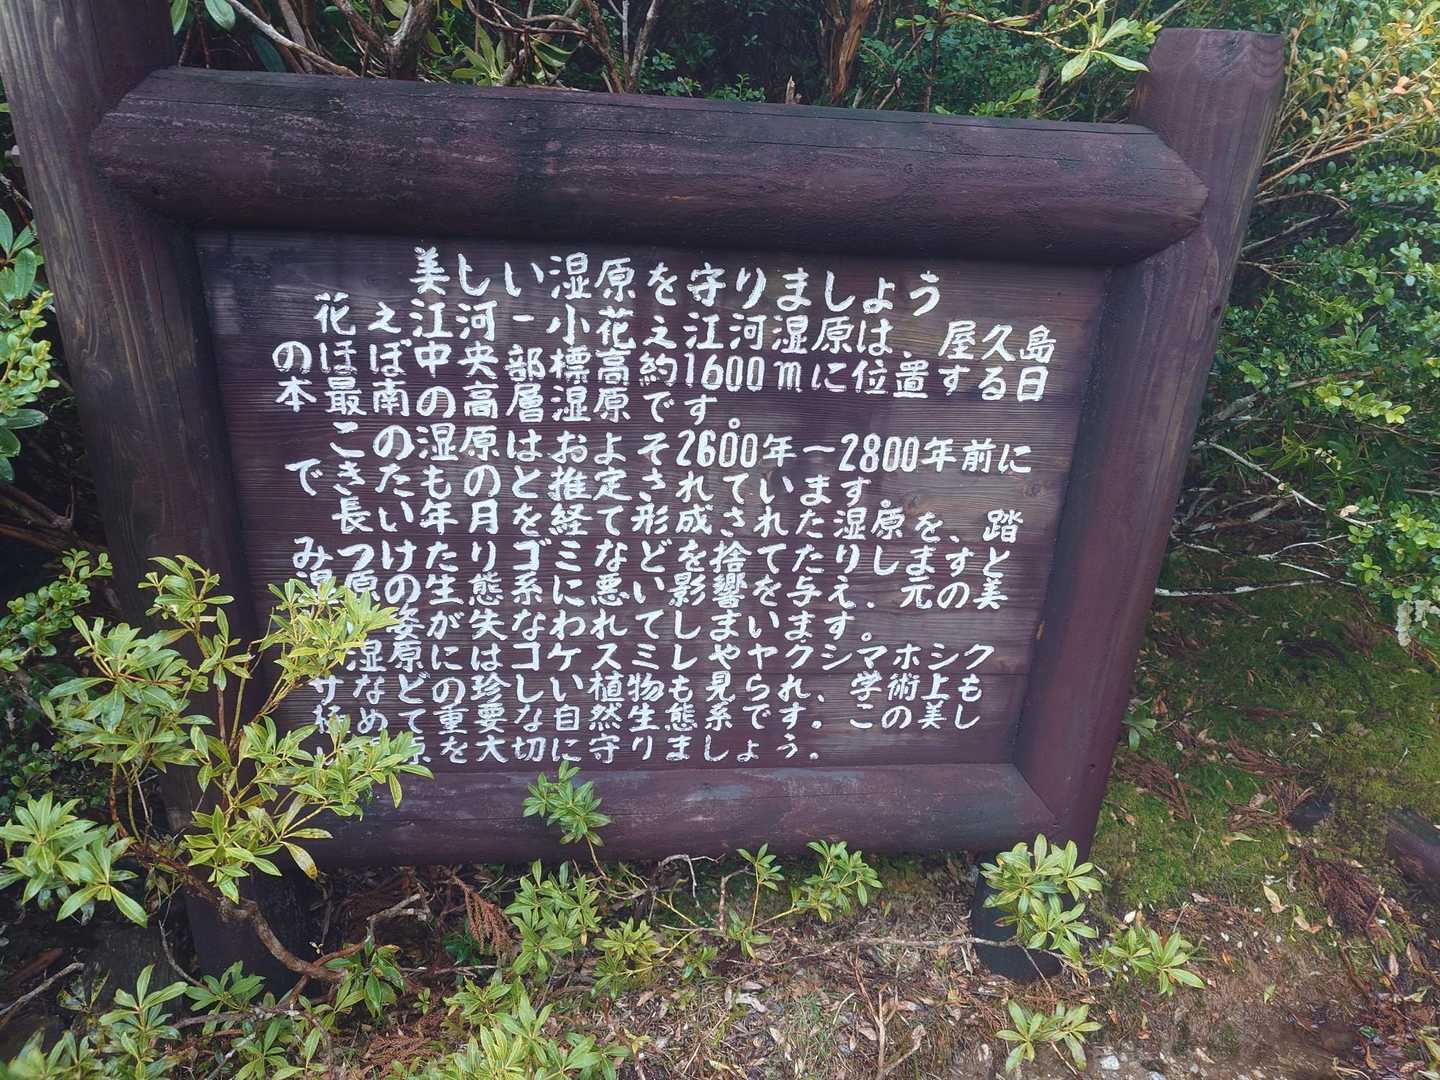 美しい湿原を守りましょう
花之江河－小花之江河湿原は、屋久島
のほぼ中央部標高約1600mに位置する日
本最南の高層湿原です。
この湿原はおよそ2600年－2800年前に
できたもの と推定されています。
長い年月を経て形成された湿原を、踏
みつけたりゴミなどを捨てたりしますと
湿原の生態系に悪い影響を与え、元の美
姿が失なわれてしまいます。
湿原にはコケスミレやヤクシマホシク
サなどの珍しい植物も見られ、学術上も
極めて重要な自然生態系です。この美し
い 原を大切に守りましょう。